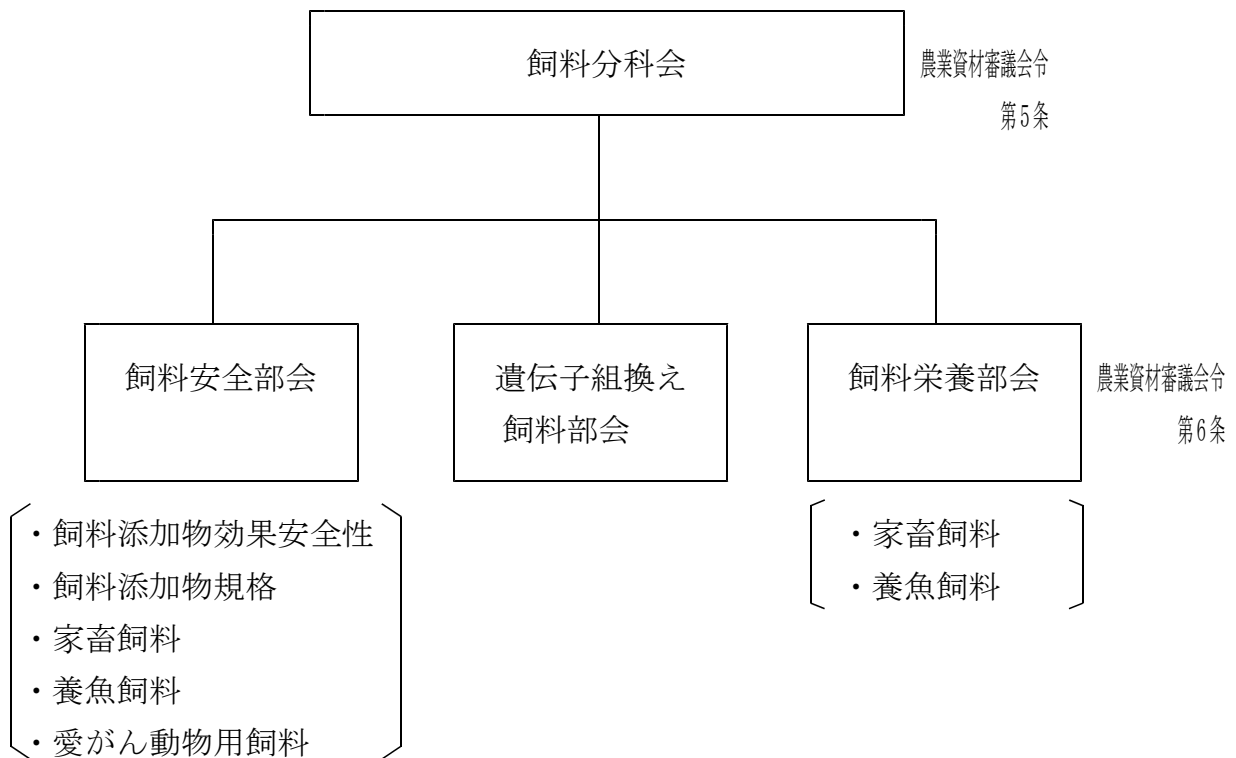 飼料分科会
農業資材審議会令
第5条
飼料安全部会
遺伝子組換え
飼料部会
飼料栄養部会
農業資材審議会令
第6条
・飼料添加物効果安全性
・飼料添加物規格
・家畜飼料
・養魚飼料
・愛がん動物用飼料
・家畜飼料
・養魚飼料